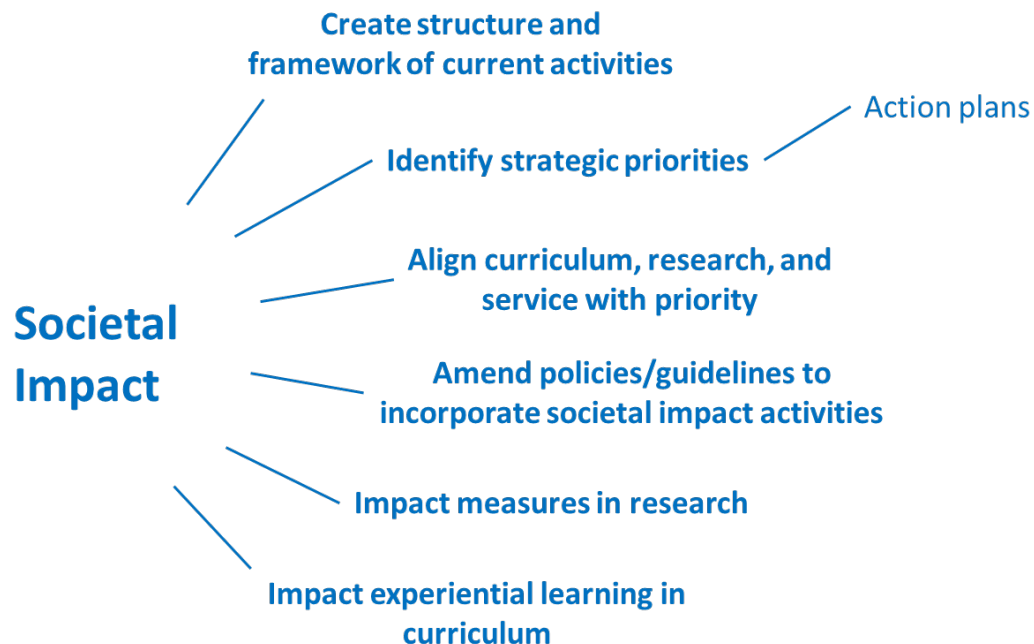 Create structure and
framework of current activities
Action plans
Identify strategic priorities
Align curriculum, research, and
service with priority
Societal
Impact
Amend policies/guidelines to
incorporate societal impact activities
Impact measures in research
Impact experiential learning in
curriculum